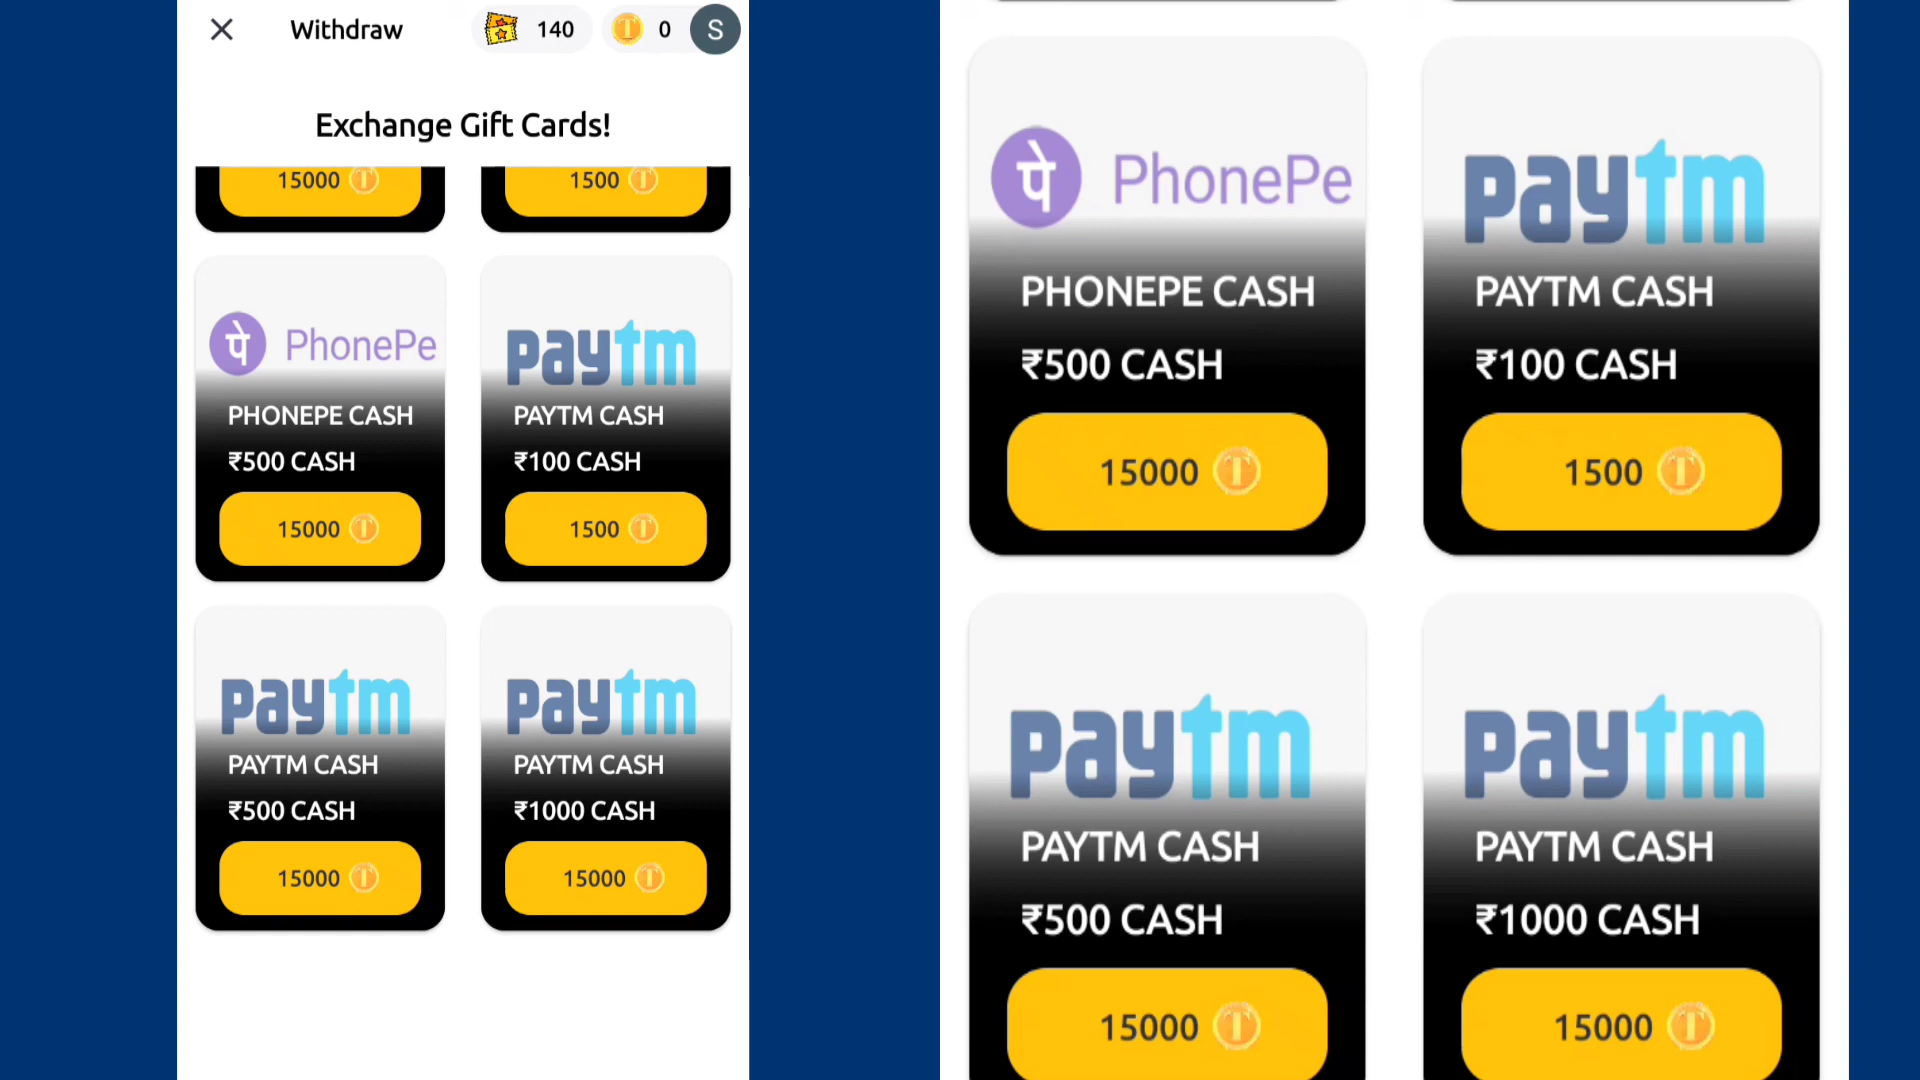 Withdraw 140 0 S
Exchange Gift Cards!
15000 1500
पे PhonePe paytm
PHONEPE CASH PAYTM CASH
₹500 CASH ₹100 CASH
15000 1500
paytm paytm
PAYTM CASH PAYTM CASH
₹500 CASH ₹1000 CASH
15000 15000
पे PhonePe paytm
PHONEPE CASH PAYTM CASH
₹500 CASH ₹100 CASH
15000 1500
paytm paytm
PAYTM CASH PAYTM CASH
₹500 CASH ₹1000 CASH
15000 15000